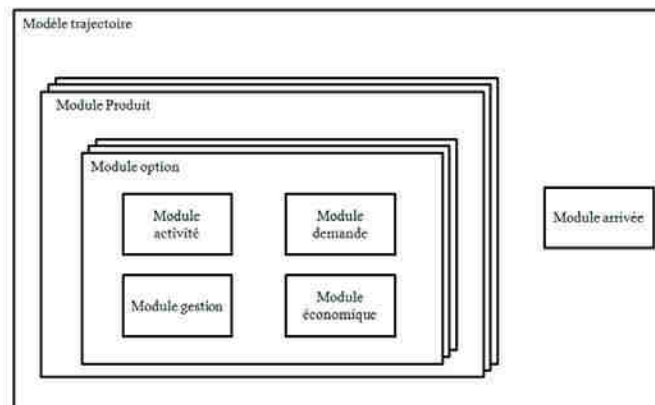 Modèle trajectoire
Module Produit
Module option
Module
activité
Module
demande
Module arrivée
Module gestion
Module
économique